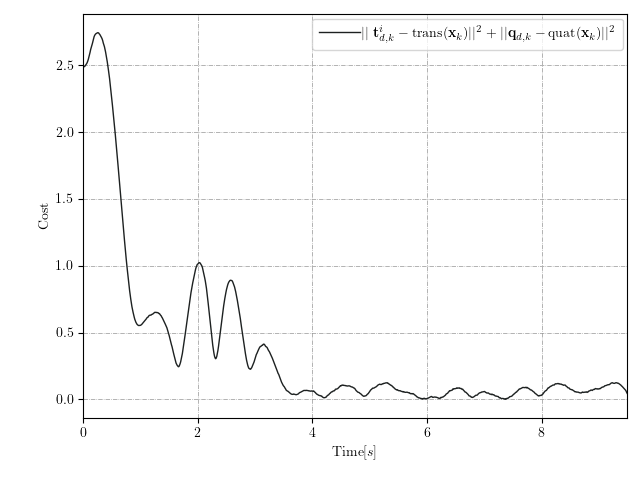 || t^i_{d,k} − trans(x_k)||^2 + ||q_{d,k} − quat(x_k)||^2
2.5
2.0
1.5
1.0
0.5
0.0
Cost
0 2 4 6 8
Time[s]